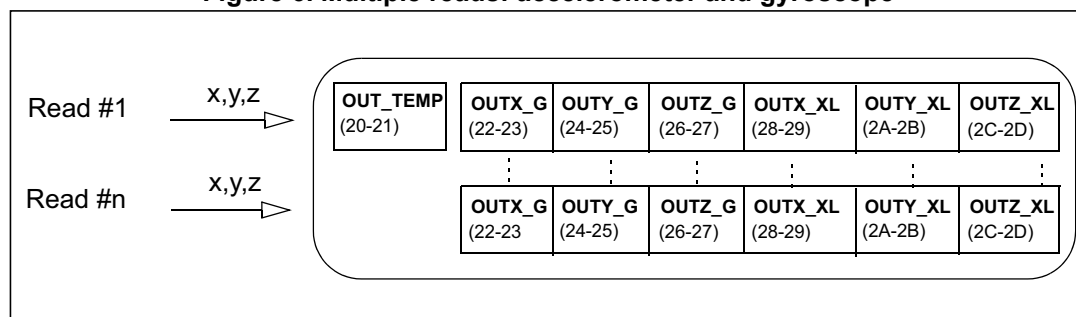 Figure 6. Multiple reads: accelerometer and gyroscope
Read #1
x,y,z
OUT_TEMP
(20-21)
OUTX_G
(22-23)
OUTY_G
(24-25)
OUTZ_G
(26-27)
OUTX_XL
(28-29)
OUTY_XL
(2A-2B)
OUTZ_XL
(2C-2D)
Read #n
x,y,z
OUTX_G
(22-23
OUTY_G
(24-25)
OUTZ_G
(26-27)
OUTX_XL
(28-29)
OUTY_XL
(2A-2B)
OUTZ_XL
(2C-2D)